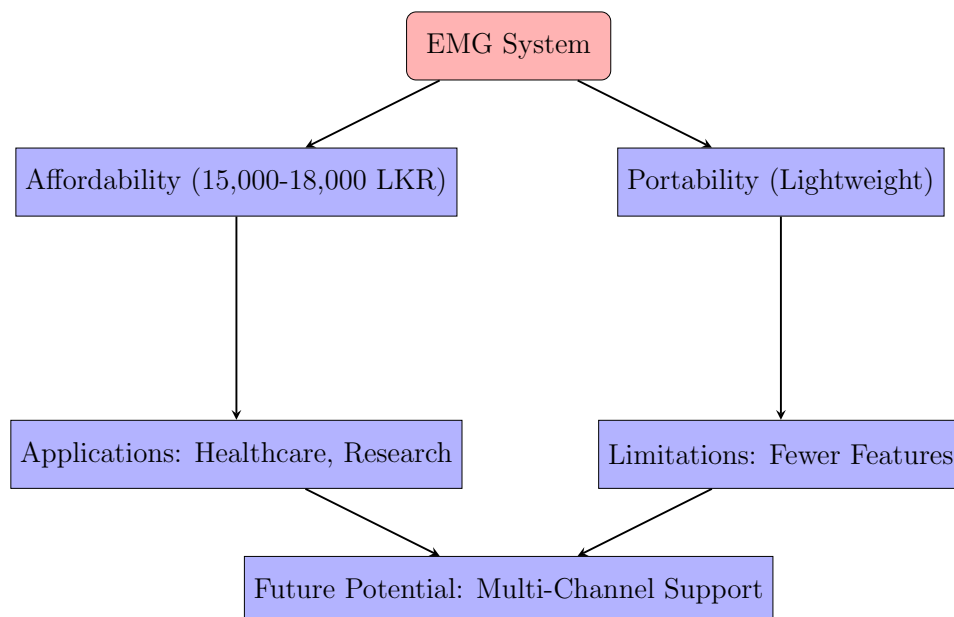 EMG System
Affordability (15,000-18,000 LKR)
Portability (Lightweight)
Applications: Healthcare, Research
Limitations: Fewer Features
Future Potential: Multi-Channel Support